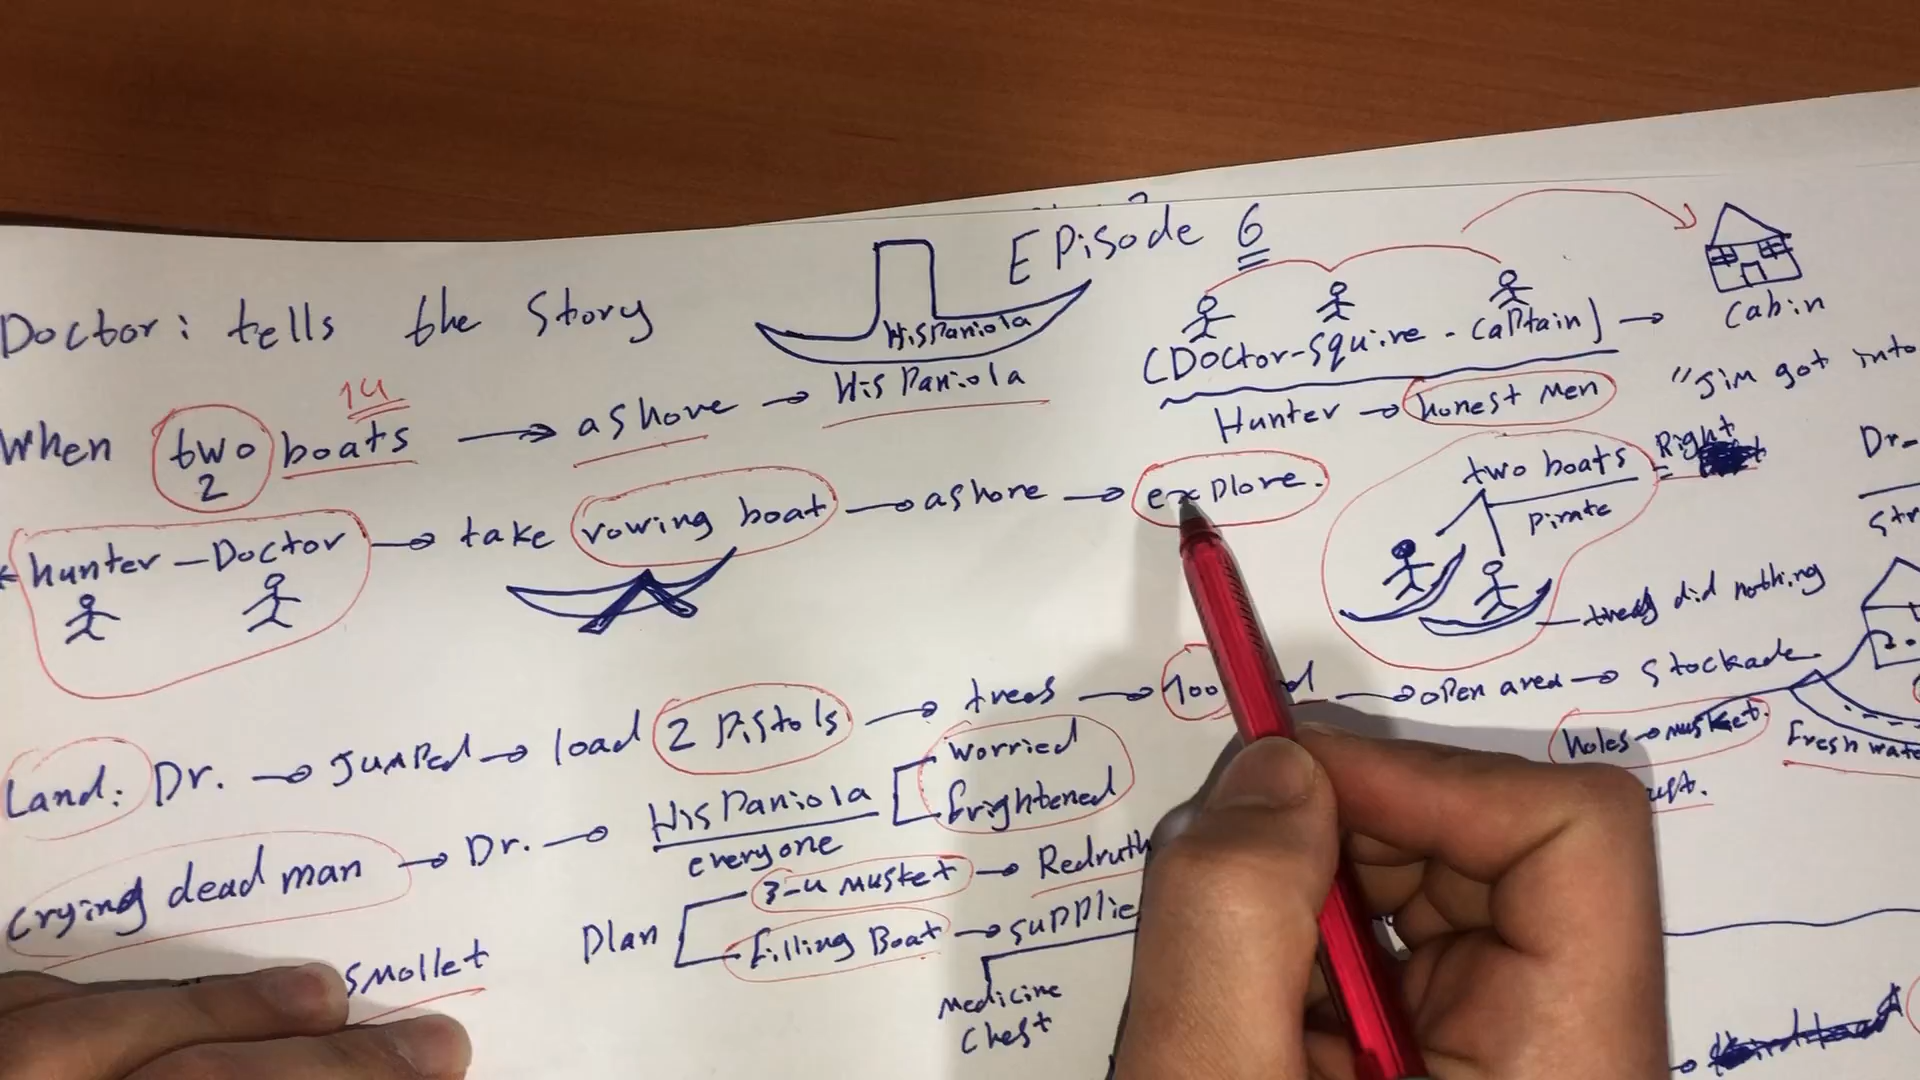 EPisode 6
Doctor: tells the Story
HisPaniola
(Doctor-Squire - CaPtain) →
Cabin
14
When two boats → ashore → HisPaniola
2
Hunter → honest Men
"Jim got into
hunter - Doctor → take rowing boat → ashore → explore.
two boats = Right
Pirate
Dr-
did nothing
Land: Dr. → JumPed → load 2 Pistols → trees → 100 → oPen area → stockade
holes → musket.
Fresh wate
crying dead man → Dr. → HisPaniola
everyone
worried
frightened
Plan
3-4 musket → Redruth
filling Boat → supplie
Medicine
Chest
Smollet